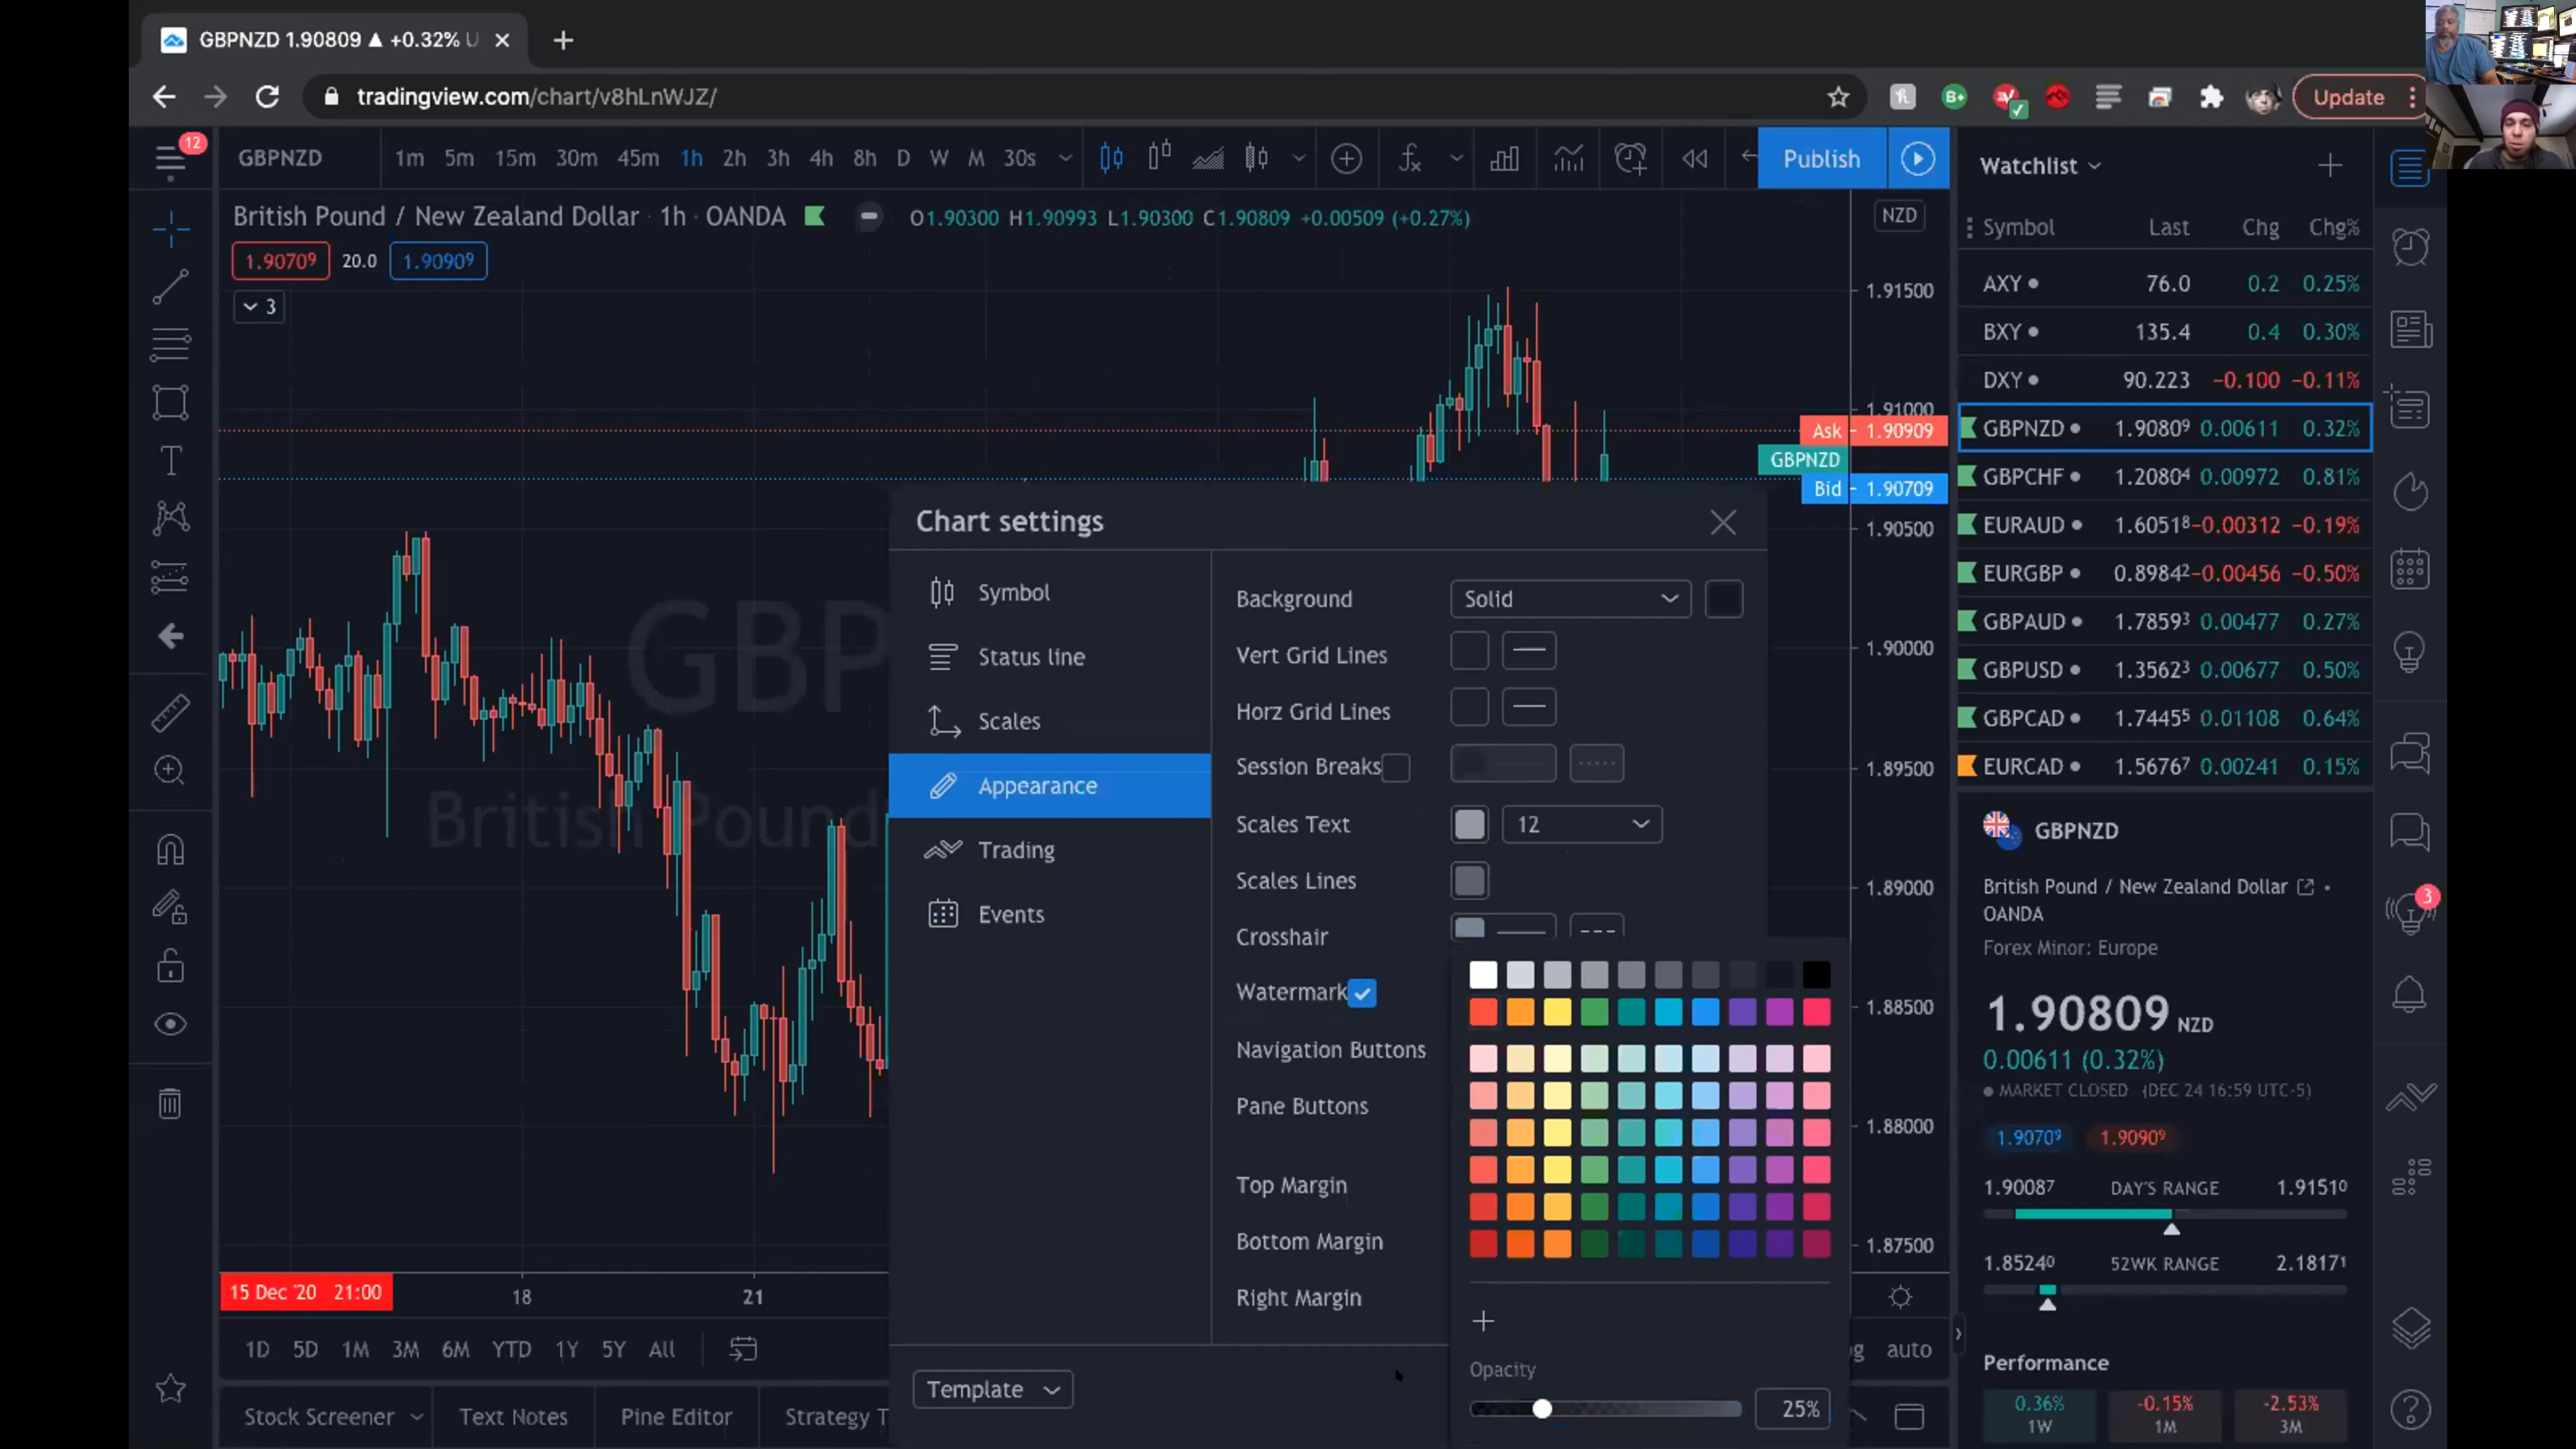 GBPNZD 1.90809 ▲ +0.32% U
tradingview.com/chart/v8hLnWJZ/
Update
12
GBPNZD 1m 5m 15m 30m 45m 1h 2h 3h 4h 8h D W M 30s
Publish
British Pound / New Zealand Dollar · 1h · OANDA
O1.90300 H1.90993 L1.90300 C1.90809 +0.00509 (+0.27%)
NZD
1.90709 20.0 1.90909
3
1.91500
1.91000
Ask 1.90909
GBPNZD
Bid 1.90709
1.90500
1.90000
1.89500
1.89000
1.88500
1.88000
1.87500
GBP
British Pound
Chart settings
Symbol
Status line
Scales
Appearance
Trading
Events
Background Solid
Vert Grid Lines
Horz Grid Lines
Session Breaks
Scales Text 12
Scales Lines
Crosshair
Watermark
Navigation Buttons
Pane Buttons
Top Margin
Bottom Margin
Right Margin
Opacity
25%
Template
15 Dec '20 21:00 18 21
1D 5D 1M 3M 6M YTD 1Y 5Y All
auto
Stock Screener Text Notes Pine Editor Strategy T
Watchlist
Symbol Last Chg Chg%
AXY 76.0 0.2 0.25%
BXY 135.4 0.4 0.30%
DXY 90.223 −0.100 −0.11%
GBPNZD 1.90809 0.00611 0.32%
GBPCHF 1.20804 0.00972 0.81%
EURAUD 1.60518 −0.00312 −0.19%
EURGBP 0.89842 −0.00456 −0.50%
GBPAUD 1.78593 0.00477 0.27%
GBPUSD 1.35623 0.00677 0.50%
GBPCAD 1.74455 0.01108 0.64%
EURCAD 1.56767 0.00241 0.15%
GBPNZD
British Pound / New Zealand Dollar
OANDA
Forex Minor: Europe
1.90809 NZD
0.00611 (0.32%)
MARKET CLOSED (DEC 24 16:59 UTC-5)
1.90709 1.90909
1.90087 DAY'S RANGE 1.91510
1.85240 52WK RANGE 2.18171
Performance
0.36% -0.15% -2.53%
1W 1M 3M
3